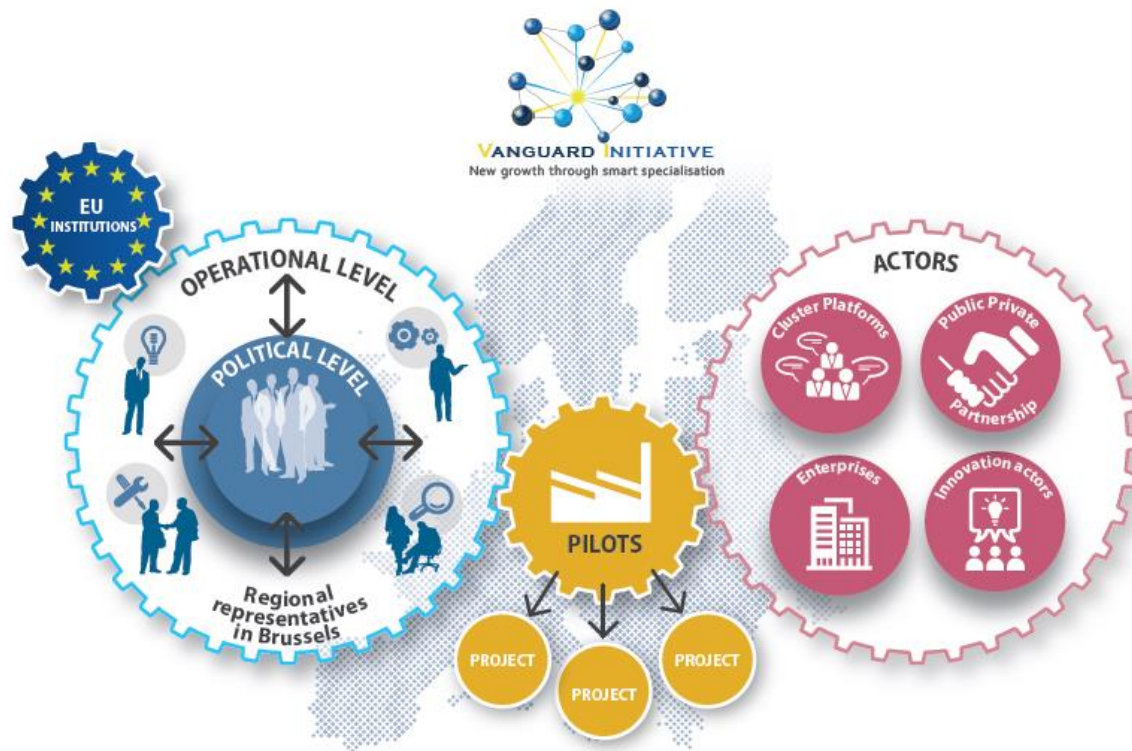 VANGUARD INITIATIVE
New growth through smart specialisation
EU
INSTITUTIONS
OPERATIONAL LEVEL
POLITICAL LEVEL
Regional
representatives
in Brussels
PILOTS
PROJECT
PROJECT
PROJECT
ACTORS
Cluster Platforms
Public Private
Partnership
Enterprises
Innovation actors